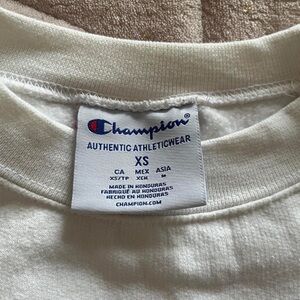 Champion®
AUTHENTIC ATHLETICWEAR
XS
CA MEX ASIA
XS/TP XCH
MADE IN HONDURAS
FABRIQUÉ AU HONDURAS
HECHO EN HONDURAS
CHAMPION.COM